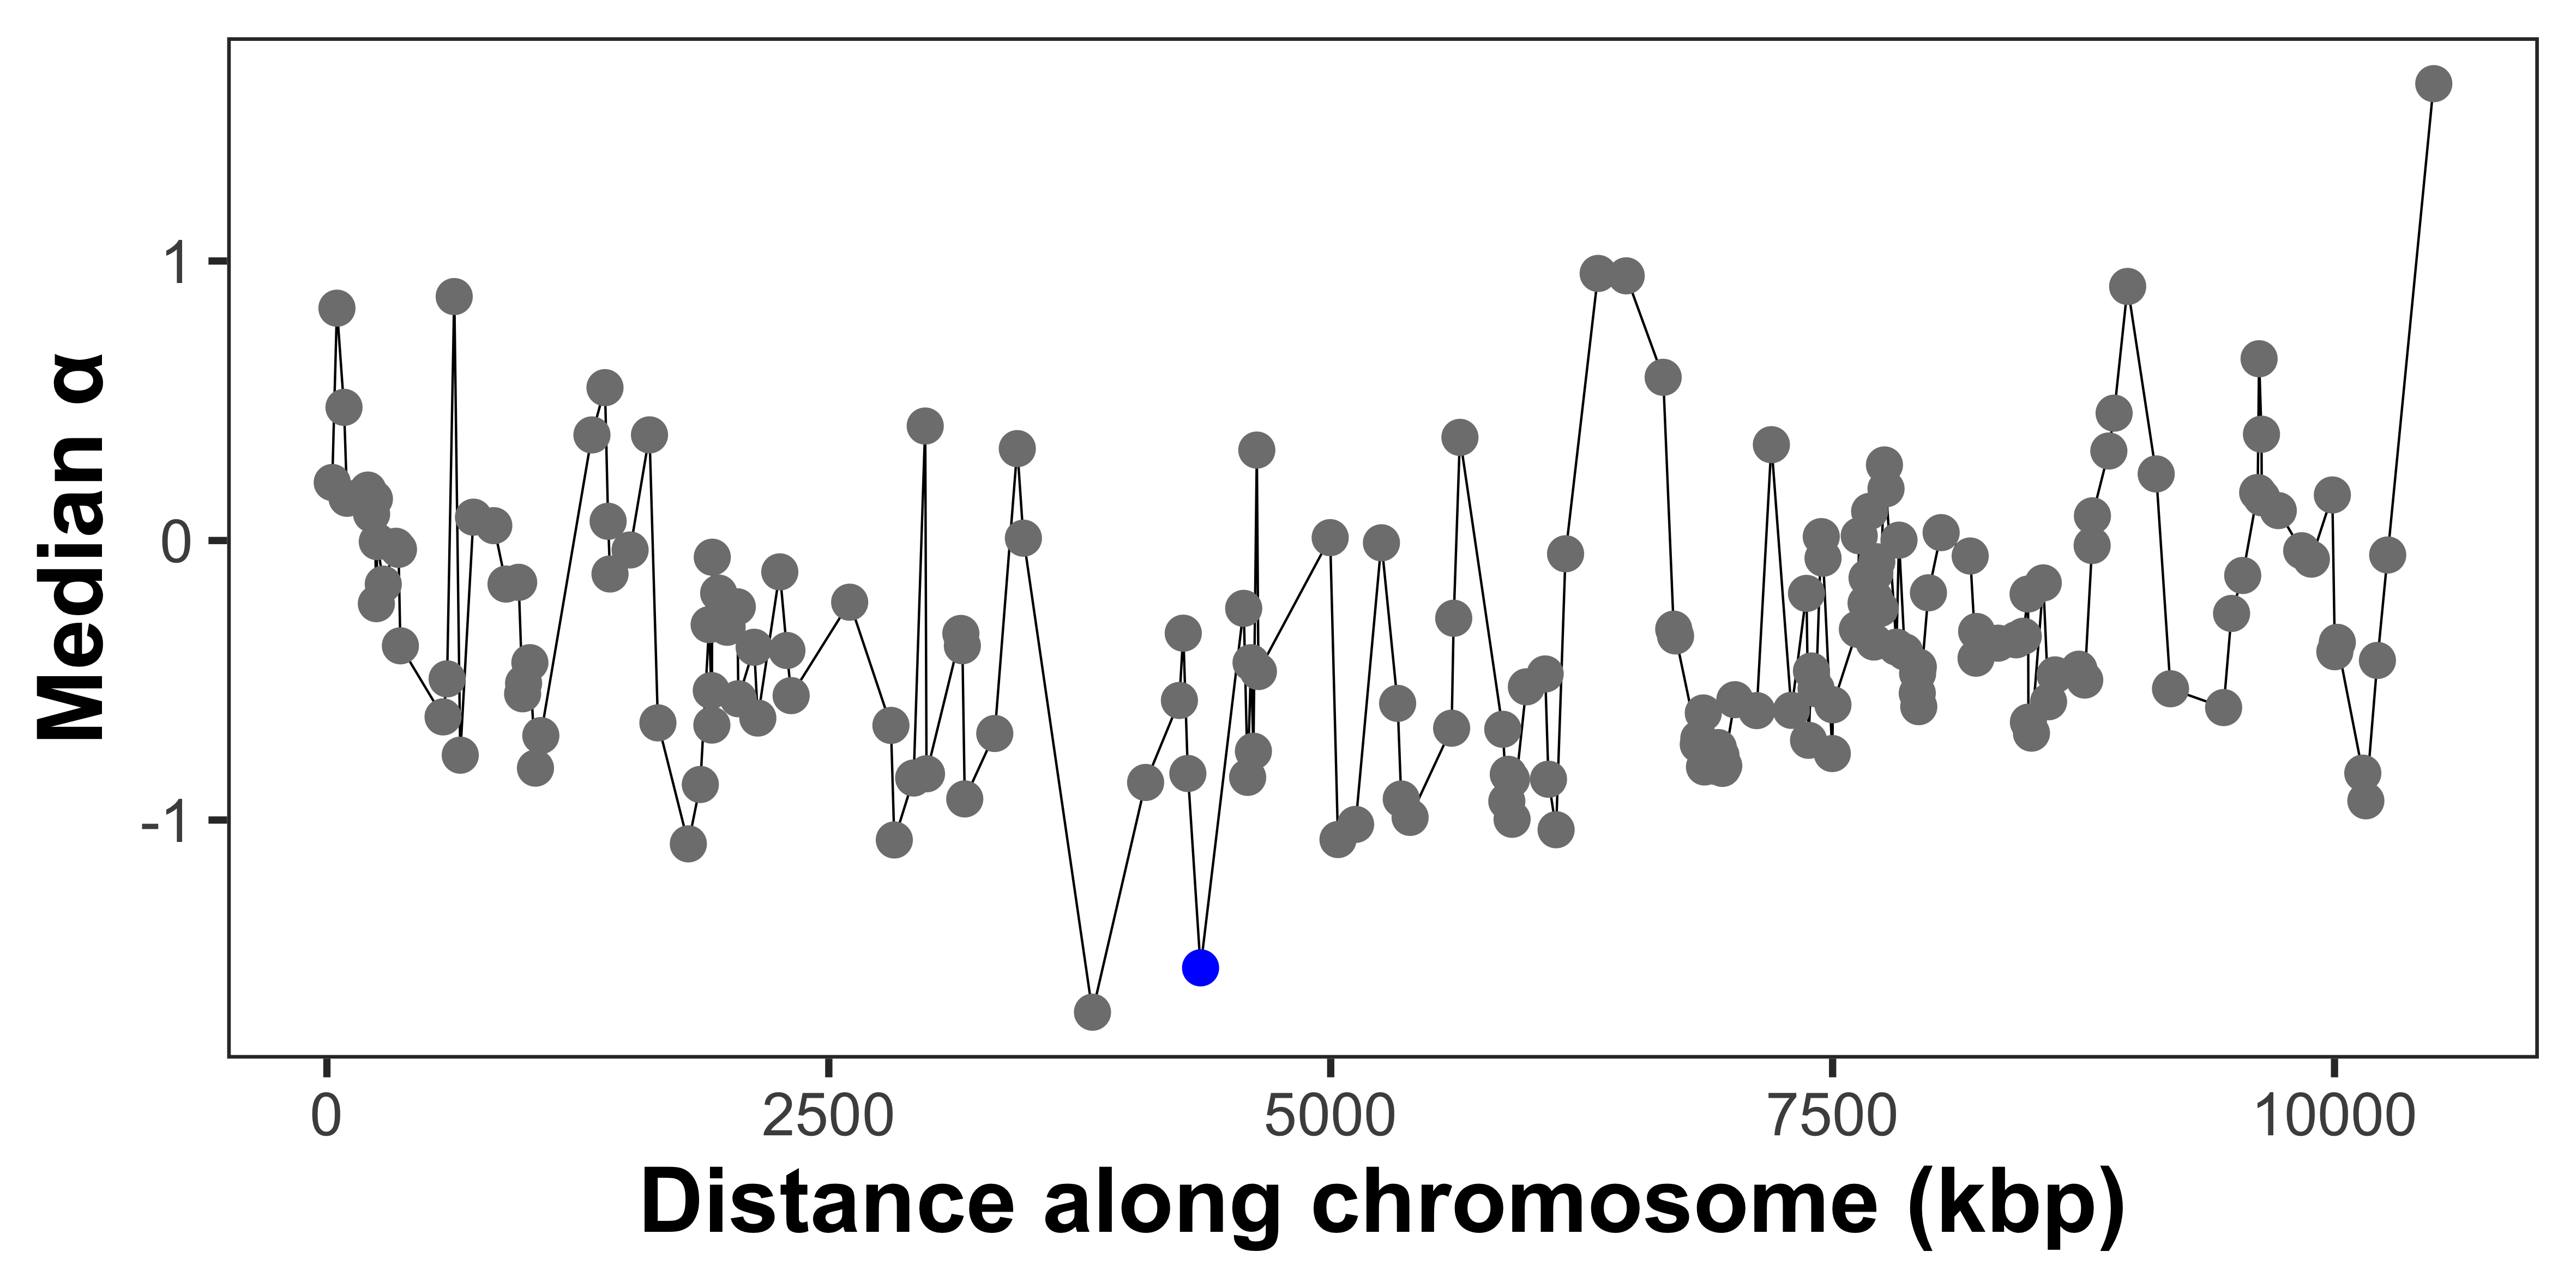 Median α
1
0
-1
0 2500 5000 7500 10000
Distance along chromosome (kbp)